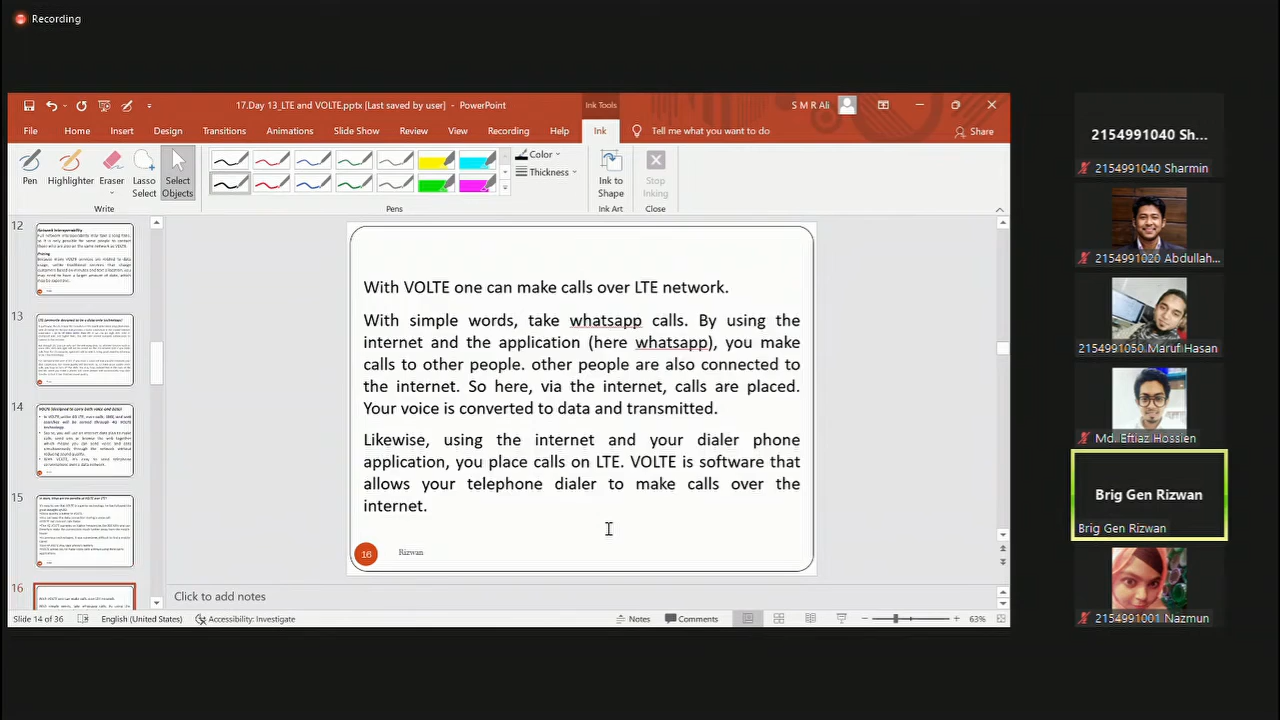 Recording
17.Day 13_LTE and VOLTE.pptx [Last saved by user] - PowerPoint
Ink Tools
S M R Ali
File Home Insert Design Transitions Animations Slide Show Review View Recording Help Ink Tell me what you want to do Share
Pen Highlighter Eraser Lasso Select Select Objects
Color
Thickness
Ink to Shape
Stop Inking
Write Pens Ink Art Close
12
13
14
VOLTE (designed to carry both voice and data)
15
16
With VOLTE one can make calls over LTE network.
With simple words, take whatsapp calls. By using the
internet and the application (here whatsapp), you make
calls to other people. other people are also connected to
the internet. So here, via the internet, calls are placed.
Your voice is converted to data and transmitted.
Likewise, using the internet and your dialer phone
application, you place calls on LTE. VOLTE is software that
allows your telephone dialer to make calls over the
internet.
16 Rizwan
Click to add notes
Slide 14 of 36 English (United States) Accessibility: Investigate Notes Comments 63%
2154991040 Sh...
2154991040 Sharmin
2154991020 Abdullah...
2154991050 Maruf Hasan
Md. Eftiaz Hossien
Brig Gen Rizwan
Brig Gen Rizwan
2154991001 Nazmun